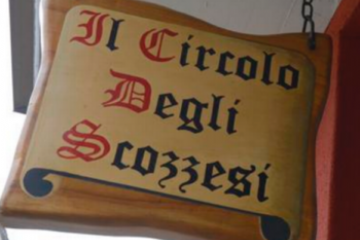 Il Circolo
Degli
Scozzesi